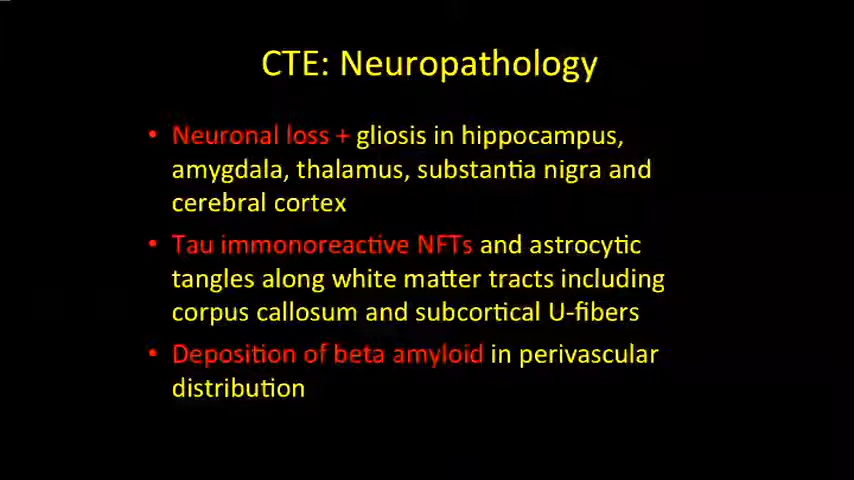 CTE: Neuropathology
• Neuronal loss + gliosis in hippocampus,
amygdala, thalamus, substantia nigra and
cerebral cortex
• Tau immonoreactive NFTs and astrocytic
tangles along white matter tracts including
corpus callosum and subcortical U-fibers
• Deposition of beta amyloid in perivascular
distribution